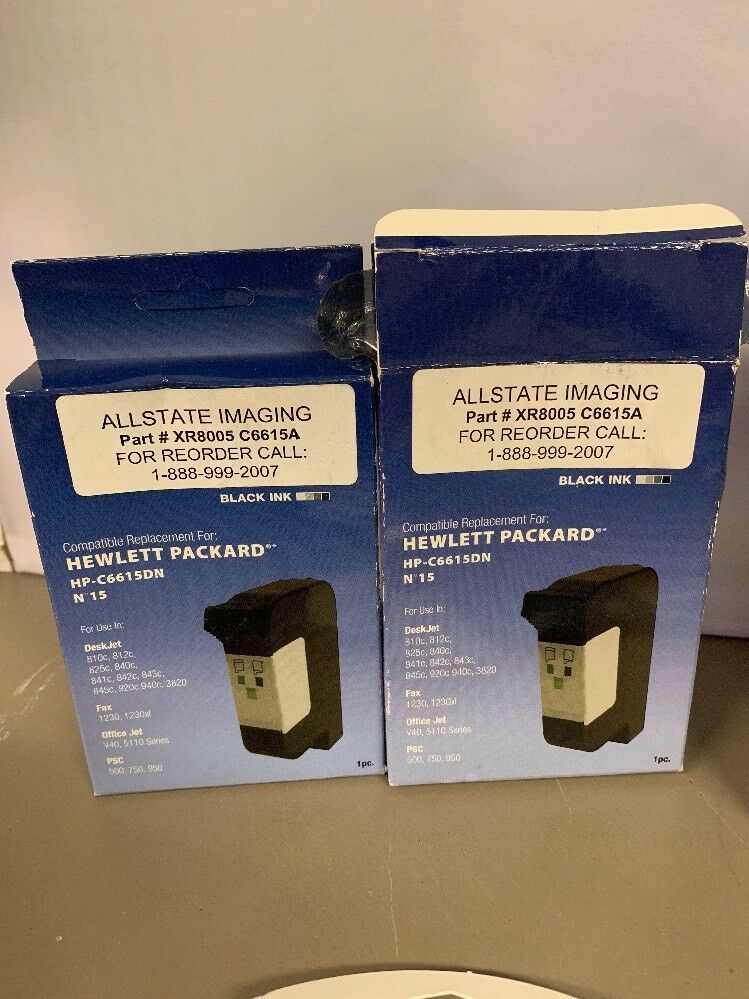 ALLSTATE IMAGING
Part # XR8005 C6615A
FOR REORDER CALL:
1-888-999-2007
BLACK INK
Compatible Replacement For:
HEWLETT PACKARD®*
HP-C6615DN
N°15
For Use In:
DeskJet
810c, 812c,
825c, 840c,
841c, 842c, 843c,
845c, 920c 940c, 3820
Fax
1230, 1230xi
Office Jet
V40, 5110 Series
PSC
500, 750, 950
1pc.
ALLSTATE IMAGING
Part # XR8005 C6615A
FOR REORDER CALL:
1-888-999-2007
BLACK INK
Compatible Replacement For:
HEWLETT PACKARD®*
HP-C6615DN
N°15
For Use In:
DeskJet
810c, 812c,
825c, 840c,
841c, 842c, 843c,
845c, 920c 940c, 3820
Fax
1230, 1230xi
Office Jet
V40, 5110 Series
PSC
500, 750, 950
1pc.